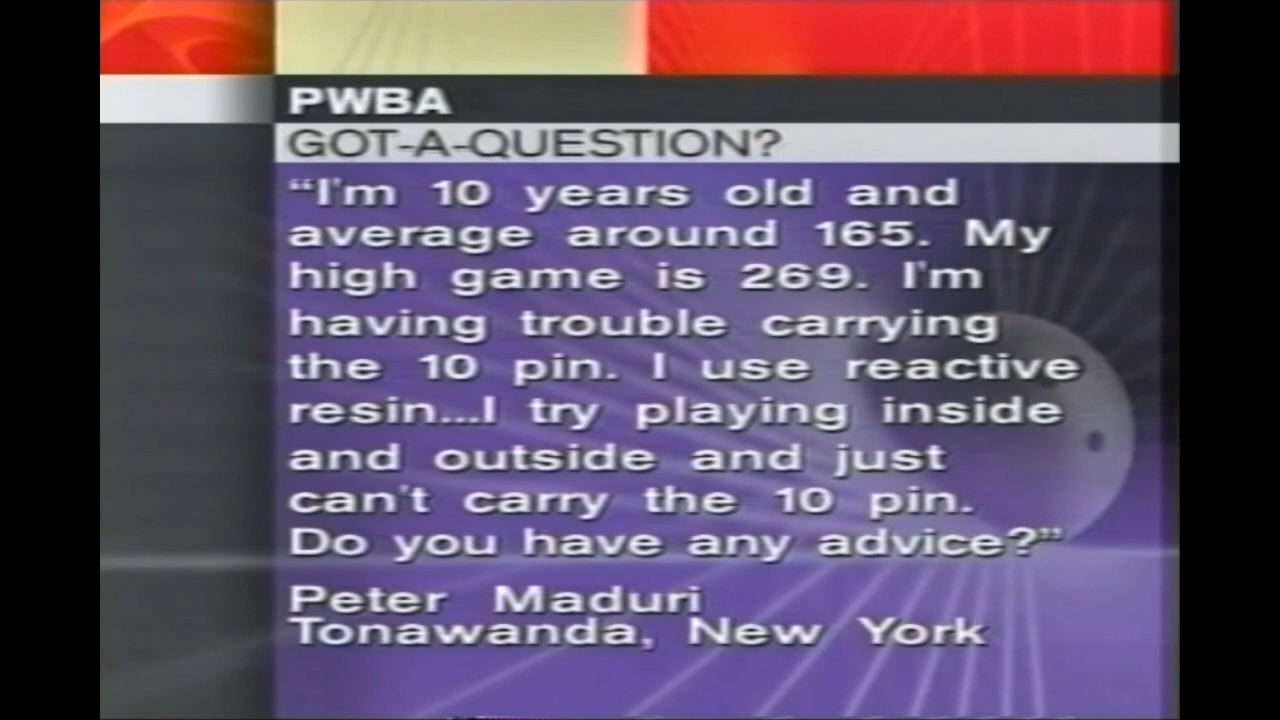 PWBA
GOT-A-QUESTION?
“I'm 10 years old and
average around 165. My
high game is 269. I'm
having trouble carrying
the 10 pin. I use reactive
resin...I try playing inside
and outside and just
can't carry the 10 pin.
Do you have any advice?”
Peter Maduri
Tonawanda, New York